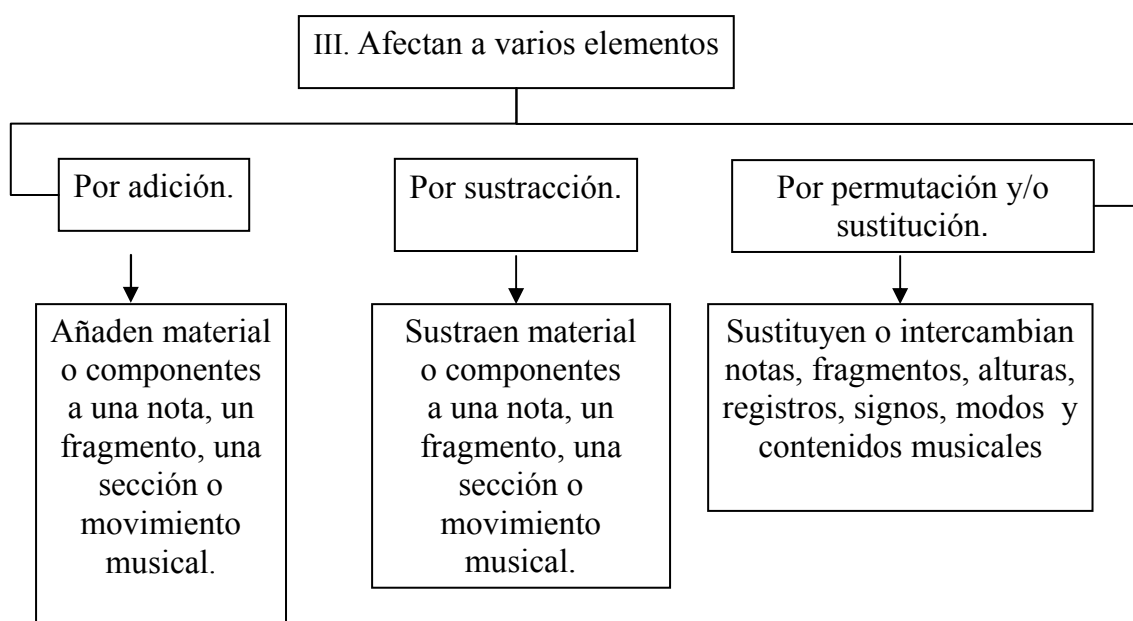 III. Afectan a varios elementos
Por adición.
Por sustracción.
Por permutación y/o
sustitución.
Añaden material
o componentes
a una nota, un
fragmento, una
sección o
movimiento
musical.
Sustraen material
o componentes
a una nota, un
fragmento, una
sección o
movimiento
musical.
Sustituyen o intercambian
notas, fragmentos, alturas,
registros, signos, modos y
contenidos musicales